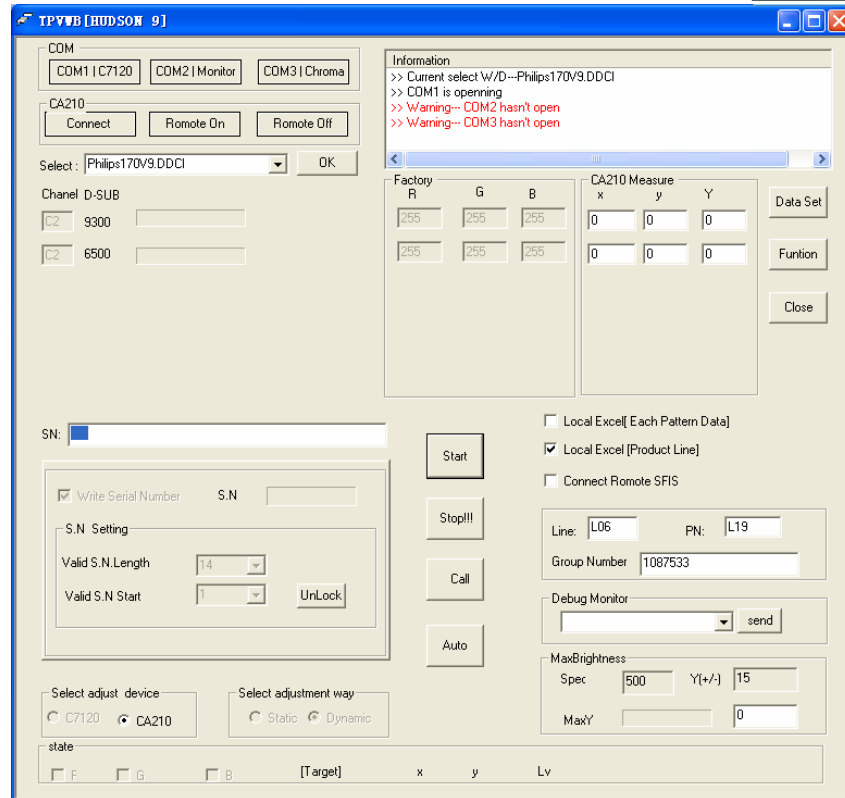 TPVWB[HUDSON 9]
COM
COM1|C7120 COM2|Monitor COM3|Chroma
CA210
Connect Romote On Romote Off
Select : Philips170V9.DDCI OK
Information
>> Current select W/D---Philips170V9.DDCI
>> COM1 is openning
>> Warning--- COM2 hasn't open
>> Warning--- COM3 hasn't open
Chanel D-SUB
C2 9300
C2 6500
Factory
R G B
255 255 255
255 255 255
CA210 Measure
x y Y
0 0 0
0 0 0
Data Set
Funtion
Close
SN:
Write Serial Number S.N
S.N Setting
Valid S.N.Length 14
Valid S.N Start 1 UnLock
Start
Stop!!!
Call
Auto
Local Excel[ Each Pattern Data]
Local Excel [Product Line]
Connect Romote SFIS
Line: L06 PN: L19
Group Number 1087533
Debug Monitor
send
MaxBrightness
Spec 500 Y(+/-) 15
MaxY 0
Select adjust device
C7120 CA210
Select adjustment way
Static Dynamic
state
F G B [Target] x y Lv